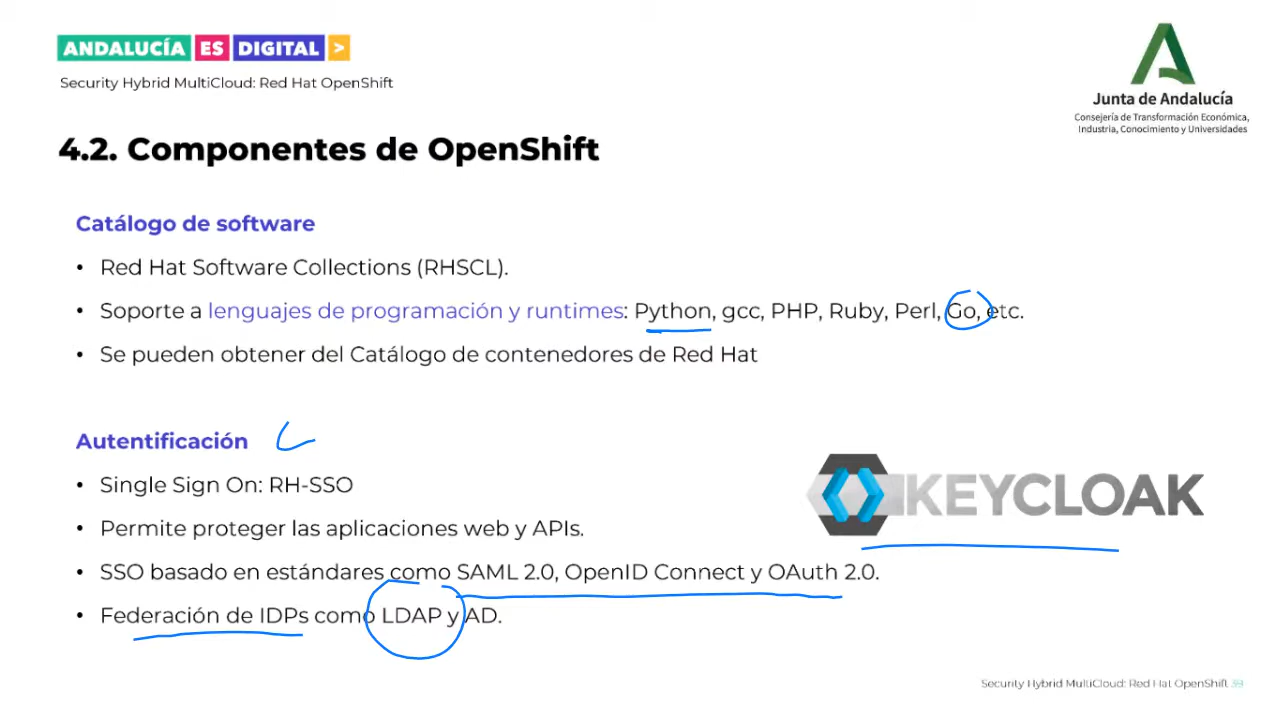 ANDALUCÍA ES DIGITAL >
Security Hybrid MultiCloud: Red Hat OpenShift
Junta de Andalucía
Consejería de Transformación Económica,
Industria, Conocimiento y Universidades
4.2. Componentes de OpenShift
Catálogo de software
• Red Hat Software Collections (RHSCL).
• Soporte a lenguajes de programación y runtimes: Python, gcc, PHP, Ruby, Perl, Go, etc.
• Se pueden obtener del Catálogo de contenedores de Red Hat
Autentificación
• Single Sign On: RH-SSO
• Permite proteger las aplicaciones web y APIs.
• SSO basado en estándares como SAML 2.0, OpenID Connect y OAuth 2.0.
• Federación de IDPs como LDAP y AD.
KEYCLOAK
Security Hybrid MultiCloud: Red Hat OpenShift 39